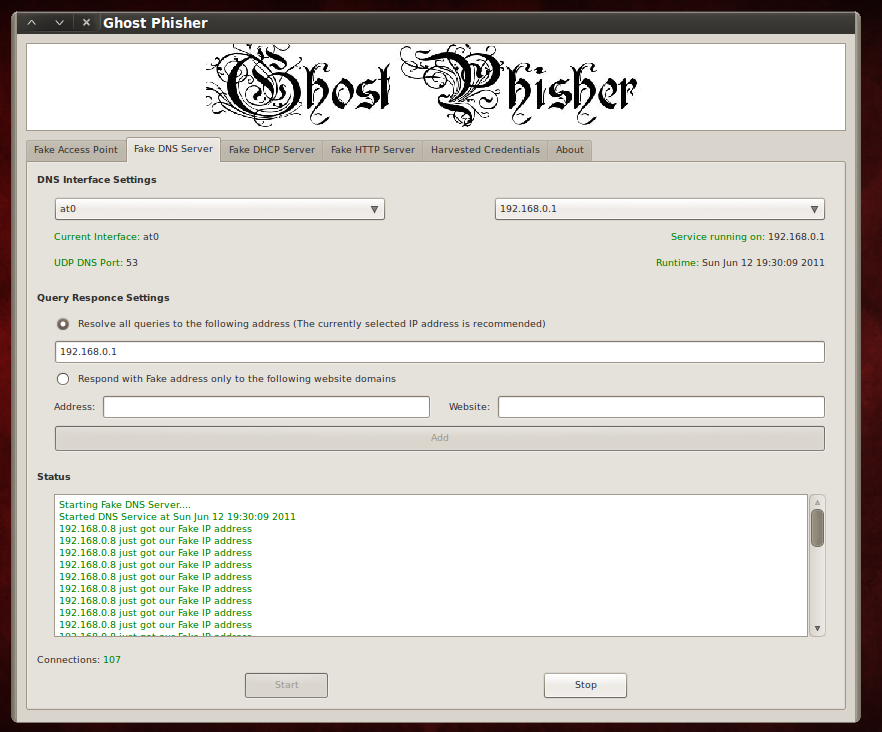 Ghost Phisher
Ghost Phisher
Fake Access Point Fake DNS Server Fake DHCP Server Fake HTTP Server Harvested Credentials About
DNS Interface Settings
at0 192.168.0.1
Current Interface: at0 Service running on: 192.168.0.1
UDP DNS Port: 53 Runtime: Sun Jun 12 19:30:09 2011
Query Responce Settings
Resolve all queries to the following address (The currently selected IP address is recommended)
192.168.0.1
Respond with Fake address only to the following website domains
Address: Website:
Add
Status
Starting Fake DNS Server....
Started DNS Service at Sun Jun 12 19:30:09 2011
192.168.0.8 just got our Fake IP address
192.168.0.8 just got our Fake IP address
192.168.0.8 just got our Fake IP address
192.168.0.8 just got our Fake IP address
192.168.0.8 just got our Fake IP address
192.168.0.8 just got our Fake IP address
192.168.0.8 just got our Fake IP address
192.168.0.8 just got our Fake IP address
192.168.0.8 just got our Fake IP address
192.168.0.8 just got our Fake IP address
Connections: 107
Start Stop